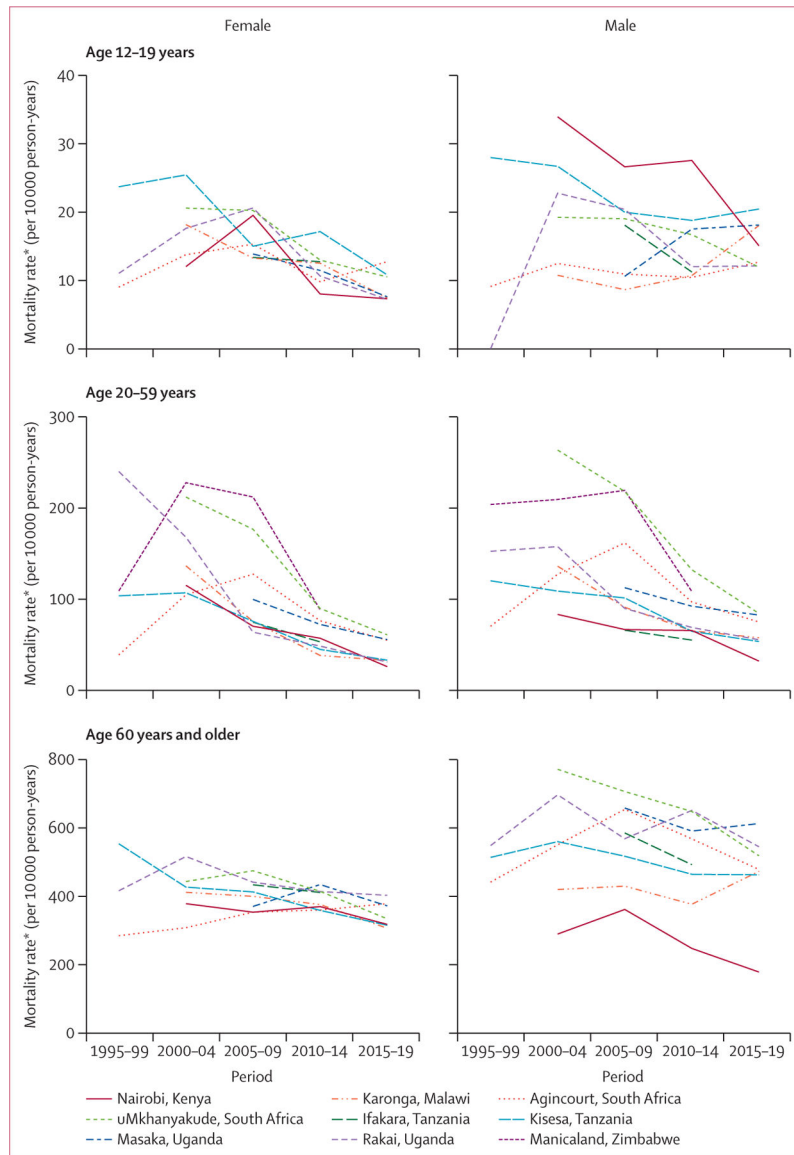 Female Male
Age 12–19 years
Mortality rate* (per 10 000 person-years)
40
30
20
10
0
Age 20–59 years
Mortality rate* (per 10 000 person-years)
300
200
100
0
Age 60 years and older
Mortality rate* (per 10 000 person-years)
800
600
400
200
0
1995–99 2000–04 2005–09 2010–14 2015–19 1995–99 2000–04 2005–09 2010–14 2015–19
Period Period
Nairobi, Kenya Karonga, Malawi Agincourt, South Africa
uMkhanyakude, South Africa Ifakara, Tanzania Kisesa, Tanzania
Masaka, Uganda Rakai, Uganda Manicaland, Zimbabwe